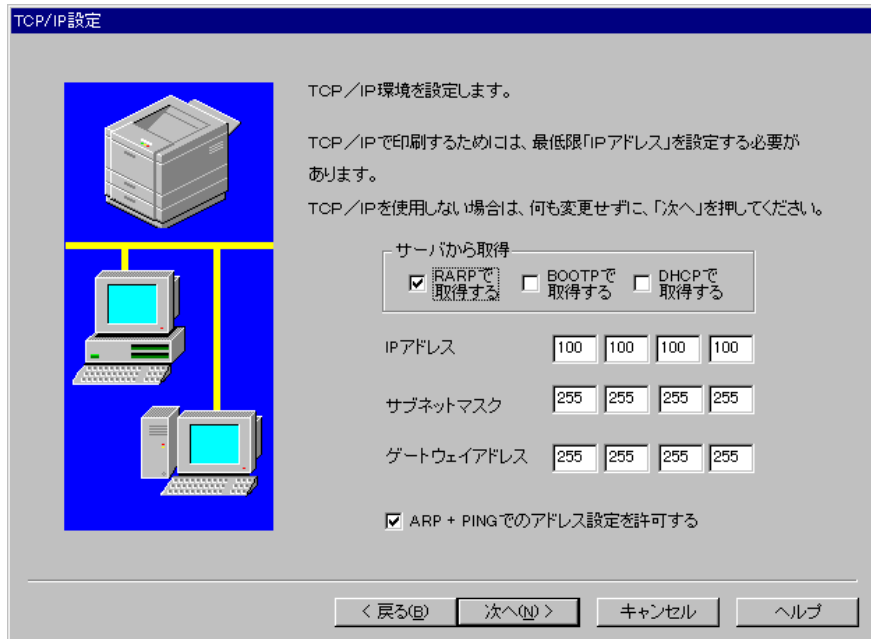 TCP/IP設定
TCP／IP環境を設定します。
TCP／IPで印刷するためには、最低限「IPアドレス」を設定する必要が
あります。
TCP／IPを使用しない場合は、何も変更せずに、「次へ」を押してください。
サーバから取得
RARPで
取得する
BOOTPで
取得する
DHCPで
取得する
IPアドレス 100 100 100 100
サブネットマスク 255 255 255 255
ゲートウェイアドレス 255 255 255 255
ARP + PINGでのアドレス設定を許可する
< 戻る(B) 次へ(N) > キャンセル ヘルプ